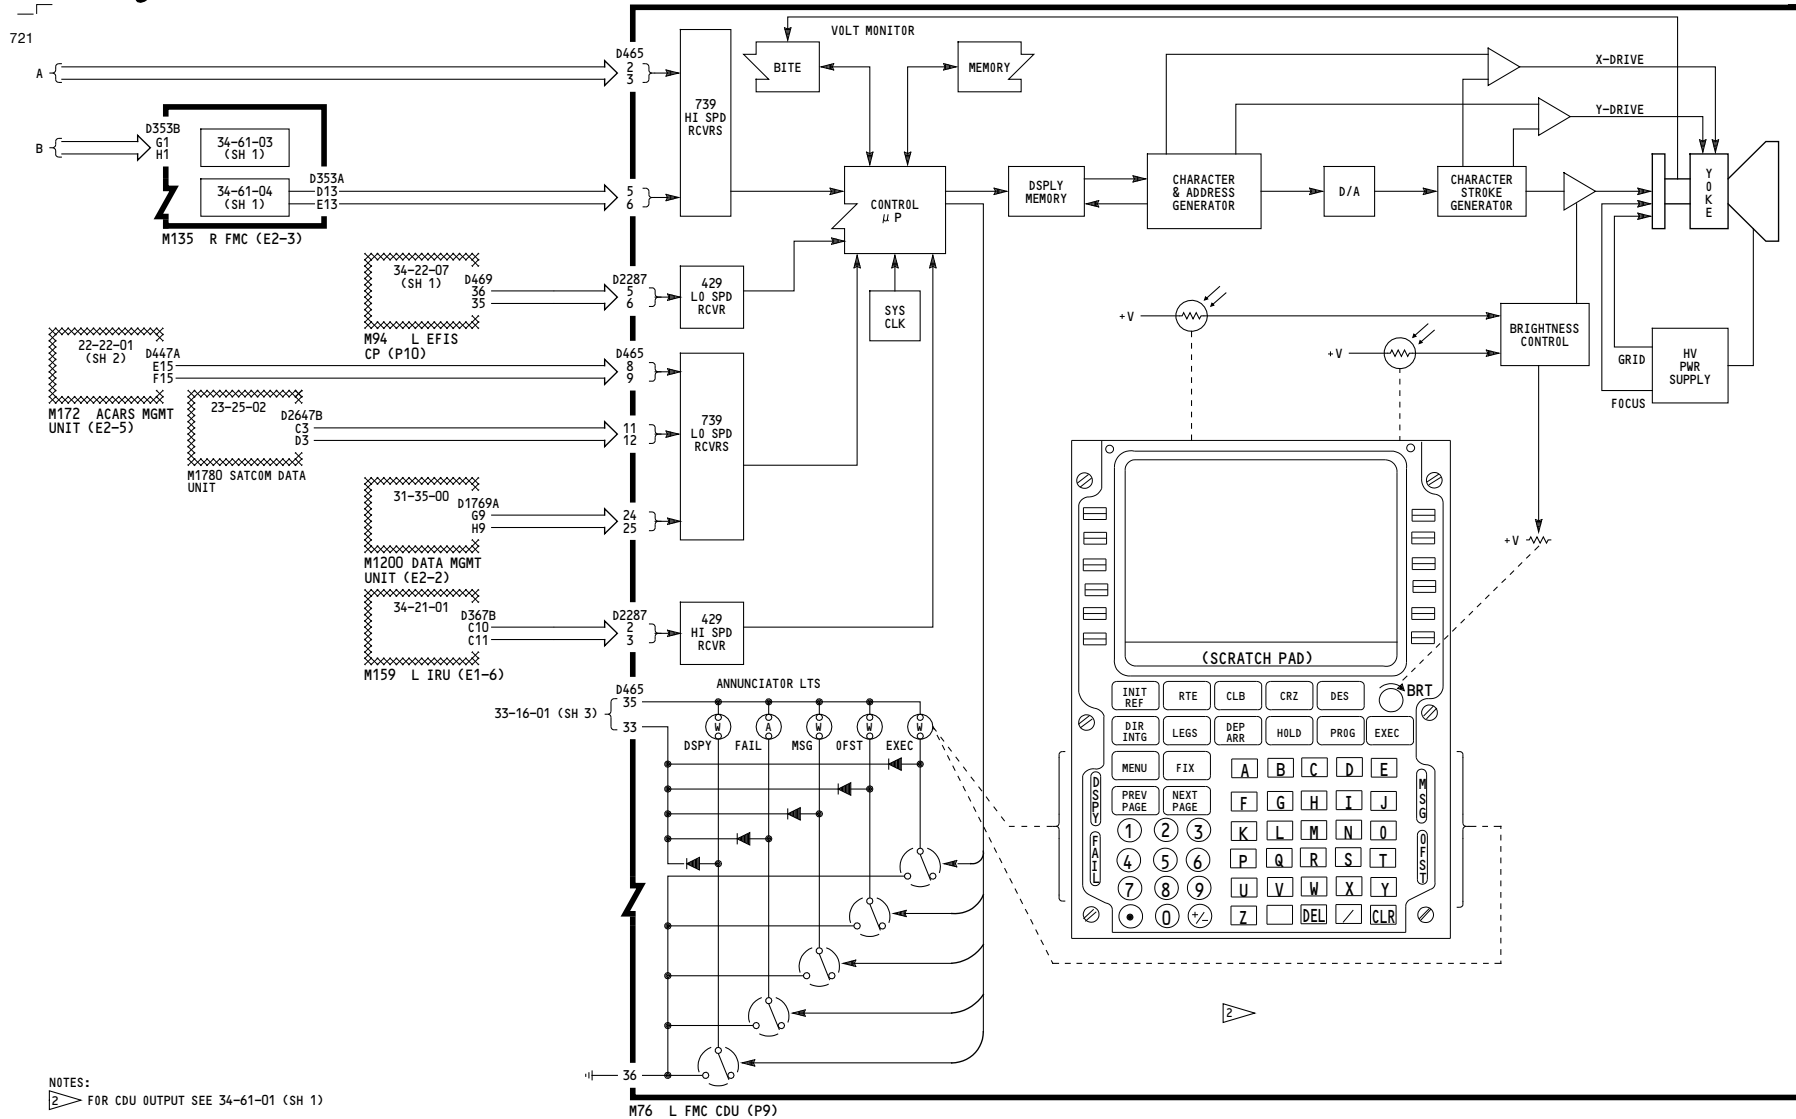 721
A
D465
2
3
B
D353B
G1
H1
34-61-03
(SH 1)
34-61-04
(SH 1)
D353A
D13
E13
5
6
M135 R FMC (E2-3)
739
HI SPD
RCVRS
BITE
VOLT MONITOR
MEMORY
CONTROL
μ P
SYS
CLK
DSPLY
MEMORY
CHARACTER
& ADDRESS
GENERATOR
D/A
CHARACTER
STROKE
GENERATOR
X-DRIVE
Y-DRIVE
Y
O
K
E
34-22-07
(SH 1)
D469
36
35
D2287
5
6
429
LO SPD
RCVR
M94 L EFIS
CP (P10)
22-22-01
(SH 2)
D447A
E15
F15
D465
8
9
M172 ACARS MGMT
UNIT (E2-5)
23-25-02
D2647B
C3
D3
11
12
M1780 SATCOM DATA
UNIT
739
LO SPD
RCVRS
31-35-00
D1769A
G9
H9
24
25
M1200 DATA MGMT
UNIT (E2-2)
34-21-01
D367B
C10
C11
D2287
2
3
429
HI SPD
RCVR
M159 L IRU (E1-6)
+V
+V
BRIGHTNESS
CONTROL
GRID
FOCUS
HV
PWR
SUPPLY
+V
33-16-01 (SH 3)
D465
35
33
ANNUNCIATOR LTS
W
A
W
W
W
DSPY
FAIL
MSG
OFST
EXEC
36
(SCRATCH PAD)
INIT
REF
RTE
CLB
CRZ
DES
BRT
DIR
INTG
LEGS
DEP
ARR
HOLD
PROG
EXEC
MENU
FIX
PREV
PAGE
NEXT
PAGE
DSPY
FAIL
MSG
OFST
A B C D E
F G H I J
1 2 3 K L M N O
4 5 6 P Q R S T
7 8 9 U V W X Y
• 0 +/- Z DEL / CLR
2
NOTES:
2 FOR CDU OUTPUT SEE 34-61-01 (SH 1)
M76 L FMC CDU (P9)